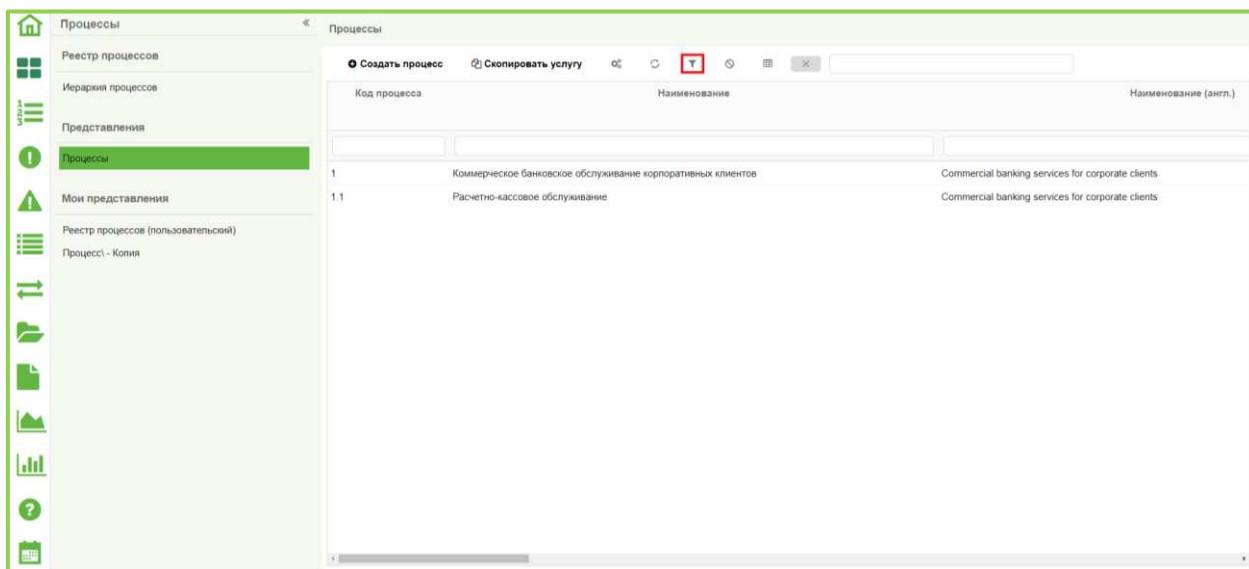 Процессы «
Реестр процессов
Иерархия процессов
Представления
Процессы
Мои представления
Реестр процессов (пользовательский)
Процесс\ - Копия
Процессы
Создать процесс Скопировать услугу
Код процесса Наименование Наименование (англ.)
1 Коммерческое банковское обслуживание корпоративных клиентов Commercial banking services for corporate clients
1.1 Расчетно-кассовое обслуживание Commercial banking services for corporate clients